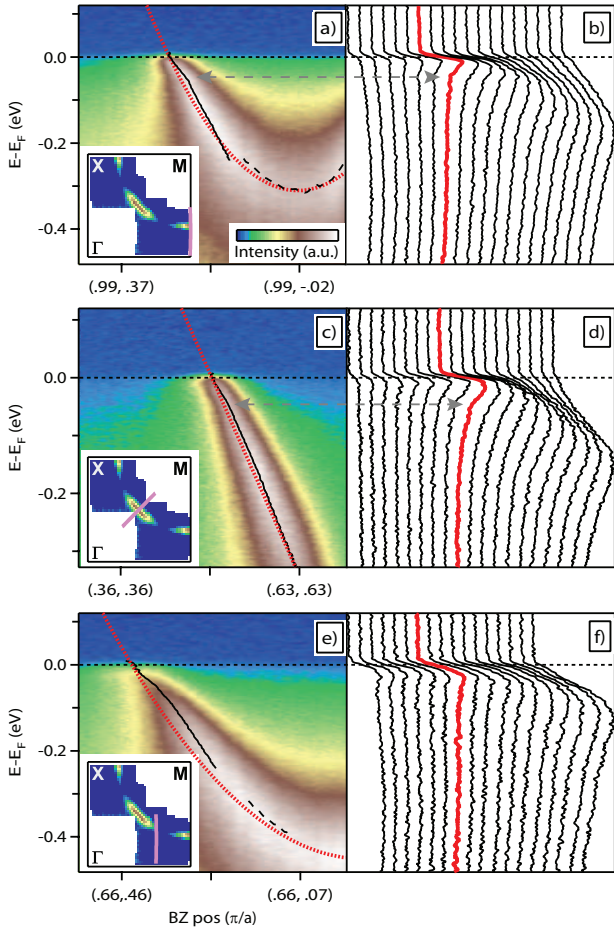 a)
b)
0.0
-0.2
-0.4
E-E_F (eV)
X
M
Γ
Intensity (a.u.)
(.99, .37)
(.99, -.02)
c)
d)
0.0
-0.2
E-E_F (eV)
X
M
Γ
(.36, .36)
(.63, .63)
e)
f)
0.0
-0.2
-0.4
E-E_F (eV)
X
M
Γ
(.66,.46)
(.66, .07)
BZ pos (π/a)